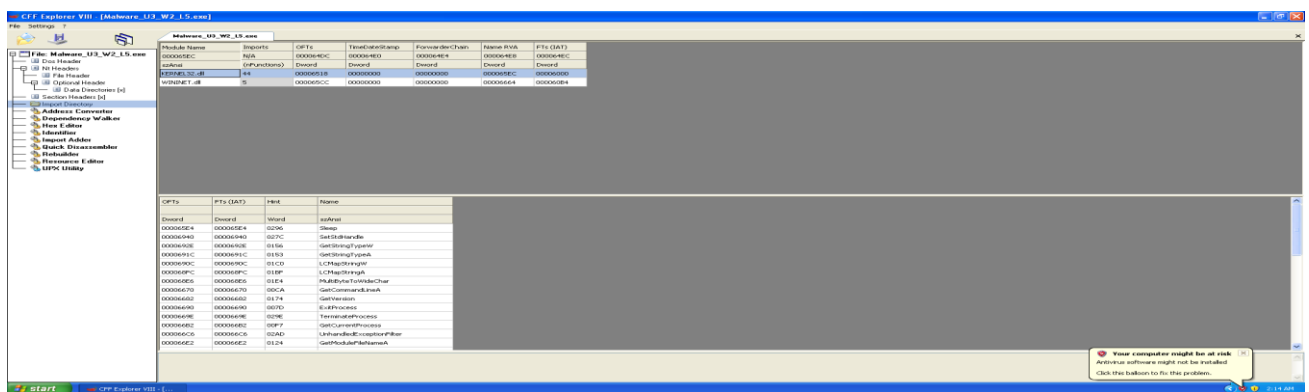 CFF Explorer VIII - [Malware_U3_W2_L5.exe]
File Settings ?
Malware_U3_W2_L5.exe
File: Malware_U3_W2_L5.exe
Dos Header
Nt Headers
File Header
Optional Header
Data Directories [x]
Section Headers [x]
Import Directory
Address Converter
Dependency Walker
Hex Editor
Identifier
Import Adder
Quick Disassembler
Rebuilder
Resource Editor
UPX Utility
Module Name Imports OFTs TimeDateStamp ForwarderChain Name RVA FTs (IAT)
000065EC N/A 000064DC 000064E0 000064E4 000064E8 000064EC
szAnsi (nFunctions) Dword Dword Dword Dword Dword
KERNEL32.dll 44 00006518 00000000 00000000 000065EC 00006000
WININET.dll 5 000065CC 00000000 00000000 00006664 000060B4
OFTs FTs (IAT) Hint Name
Dword Dword Word szAnsi
000065E4 000065E4 0296 Sleep
00006940 00006940 027C SetStdHandle
0000692E 0000692E 0156 GetStringTypeW
0000691C 0000691C 0153 GetStringTypeA
0000690C 0000690C 01C0 LCMapStringW
000068FC 000068FC 01BF LCMapStringA
000068E6 000068E6 01E4 MultiByteToWideChar
00006670 00006670 00CA GetCommandLineA
00006682 00006682 0174 GetVersion
00006690 00006690 007D ExitProcess
0000669E 0000669E 029E TerminateProcess
000066B2 000066B2 00F7 GetCurrentProcess
000066C6 000066C6 02AD UnhandledExceptionFilter
000066E2 000066E2 0124 GetModuleFileNameA
Your computer might be at risk
Antivirus software might not be installed
Click this balloon to fix this problem.
start CFF Explorer VIII - [... 2:14 AM